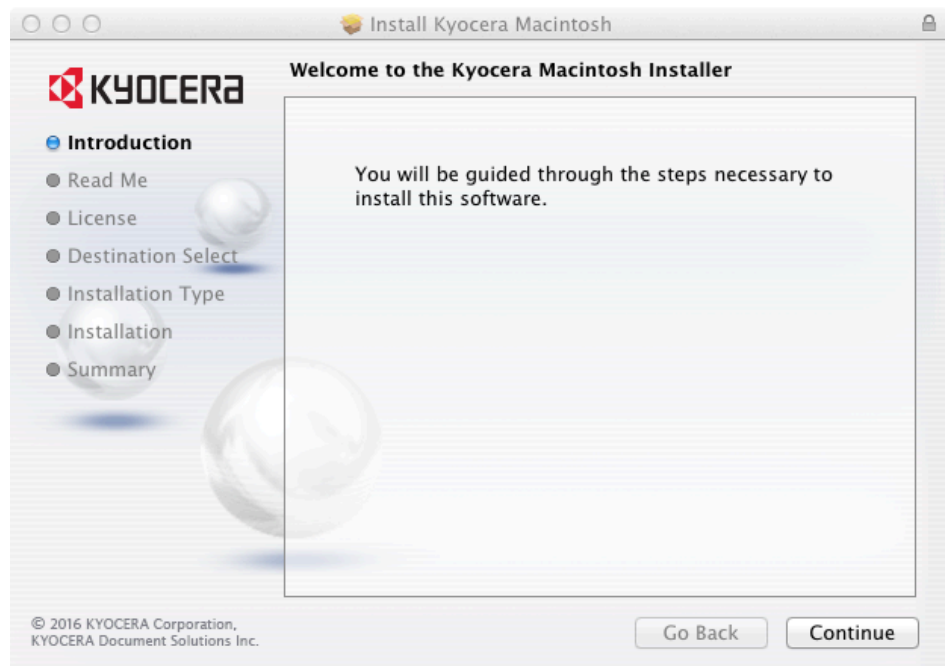 Install Kyocera Macintosh
KYOCERA
Welcome to the Kyocera Macintosh Installer
Introduction
Read Me
License
Destination Select
Installation Type
Installation
Summary
You will be guided through the steps necessary to
install this software.
© 2016 KYOCERA Corporation,
KYOCERA Document Solutions Inc.
Go Back
Continue